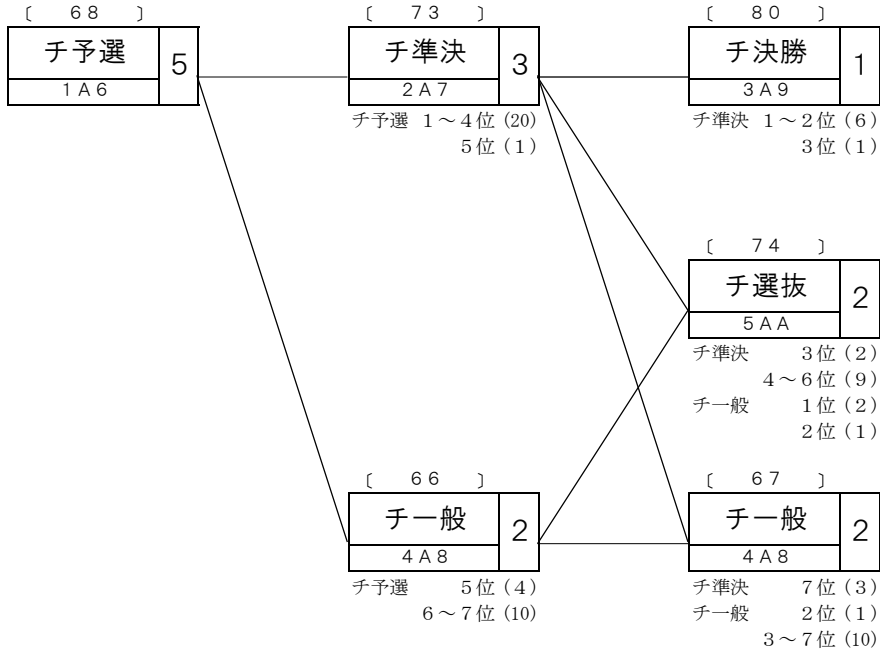 〔 ６８ 〕
チ予選 ５
１Ａ６
〔 ７３ 〕
チ準決 ３
２Ａ７
チ予選 １～４位 (20)
５位（１）
〔 ８０ 〕
チ決勝 １
３Ａ９
チ準決 １～２位（６）
３位（１）
〔 ７４ 〕
チ選抜 ２
５ＡＡ
チ準決 ３位（２）
４～６位（９）
チ一般 １位（２）
２位（１）
〔 ６６ 〕
チ一般 ２
４Ａ８
チ予選 ５位（４）
６～７位 (10)
〔 ６７ 〕
チ一般 ２
４Ａ８
チ準決 ７位（３）
チ一般 ２位（１）
３～７位 (10)